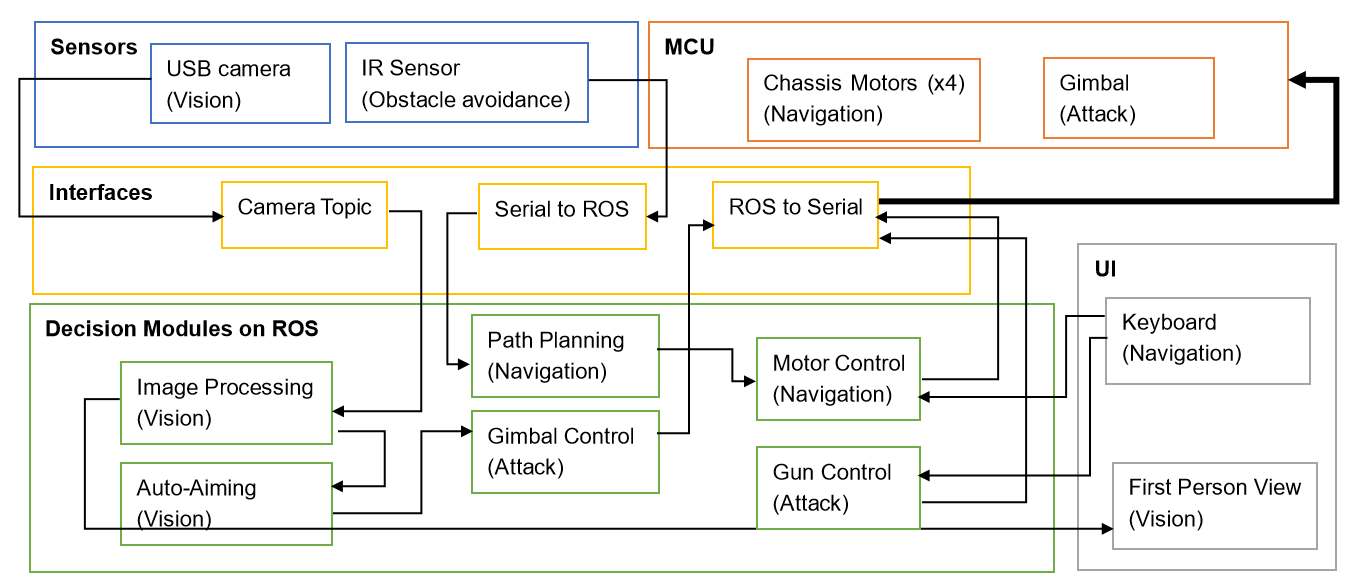 Sensors
USB camera
(Vision)
IR Sensor
(Obstacle avoidance)
MCU
Chassis Motors (x4)
(Navigation)
Gimbal
(Attack)
Interfaces
Camera Topic
Serial to ROS
ROS to Serial
UI
Keyboard
(Navigation)
First Person View
(Vision)
Decision Modules on ROS
Image Processing
(Vision)
Auto-Aiming
(Vision)
Path Planning
(Navigation)
Gimbal Control
(Attack)
Motor Control
(Navigation)
Gun Control
(Attack)